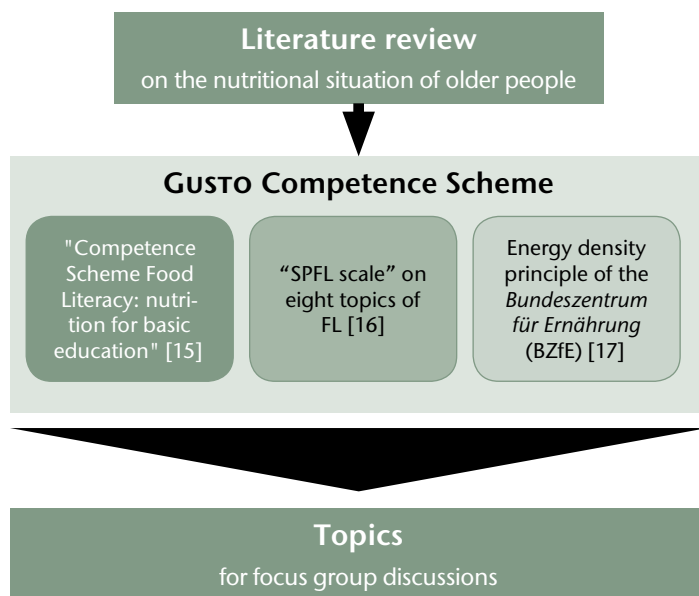 Literature review
on the nutritional situation of older people
GUSTO Competence Scheme
"Competence
Scheme Food
Literacy: nutri-
tion for basic
education" [15]
“SPFL scale” on
eight topics of
FL [16]
Energy density
principle of the
Bundeszentrum
für Ernährung
(BZfE) [17]
Topics
for focus group discussions